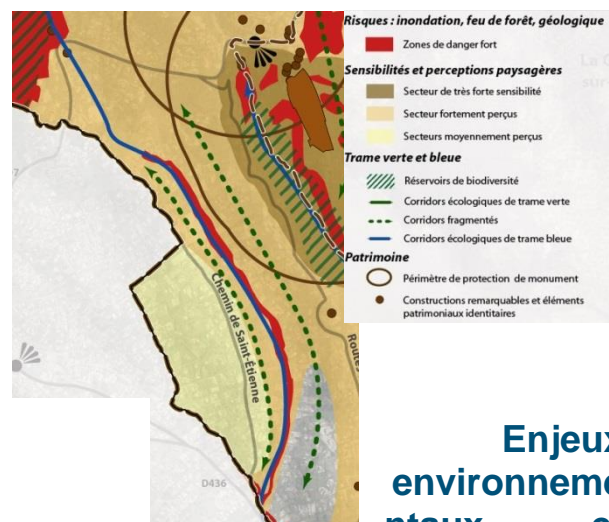 Risques : inondation, feu de forêt, géologique
Zones de danger fort
Sensibilités et perceptions paysagères
Secteur de très forte sensibilité
Secteur fortement perçus
Secteurs moyennement perçus
Trame verte et bleue
Réservoirs de biodiversité
Corridors écologiques de trame verte
Corridors fragmentés
Corridors écologiques de trame bleue
Patrimoine
Périmètre de protection de monument
Constructions remarquables et éléments
patrimoniaux identitaires
Chemin de Saint-Étienne
Routes
D436
Enjeux
environneme
ntaux